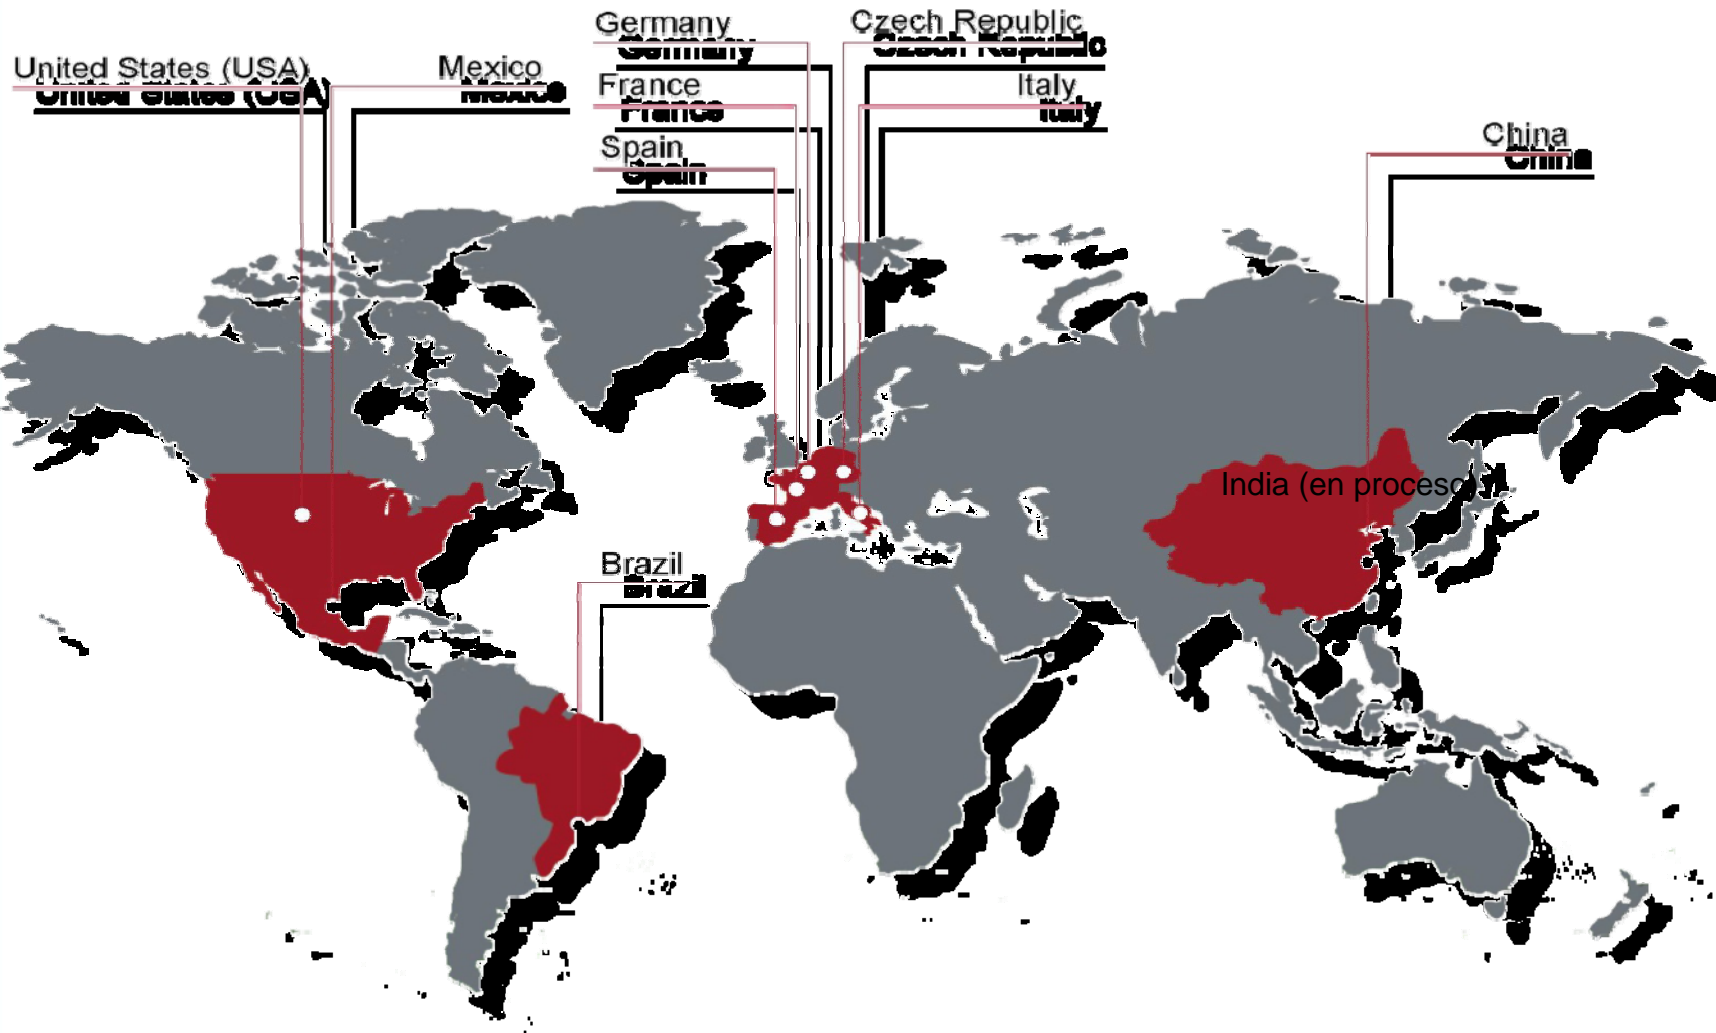 Germany
Czech Republic
United States (USA)
Mexico
France
Italy
China
Spain
India (en proceso)
Brazil